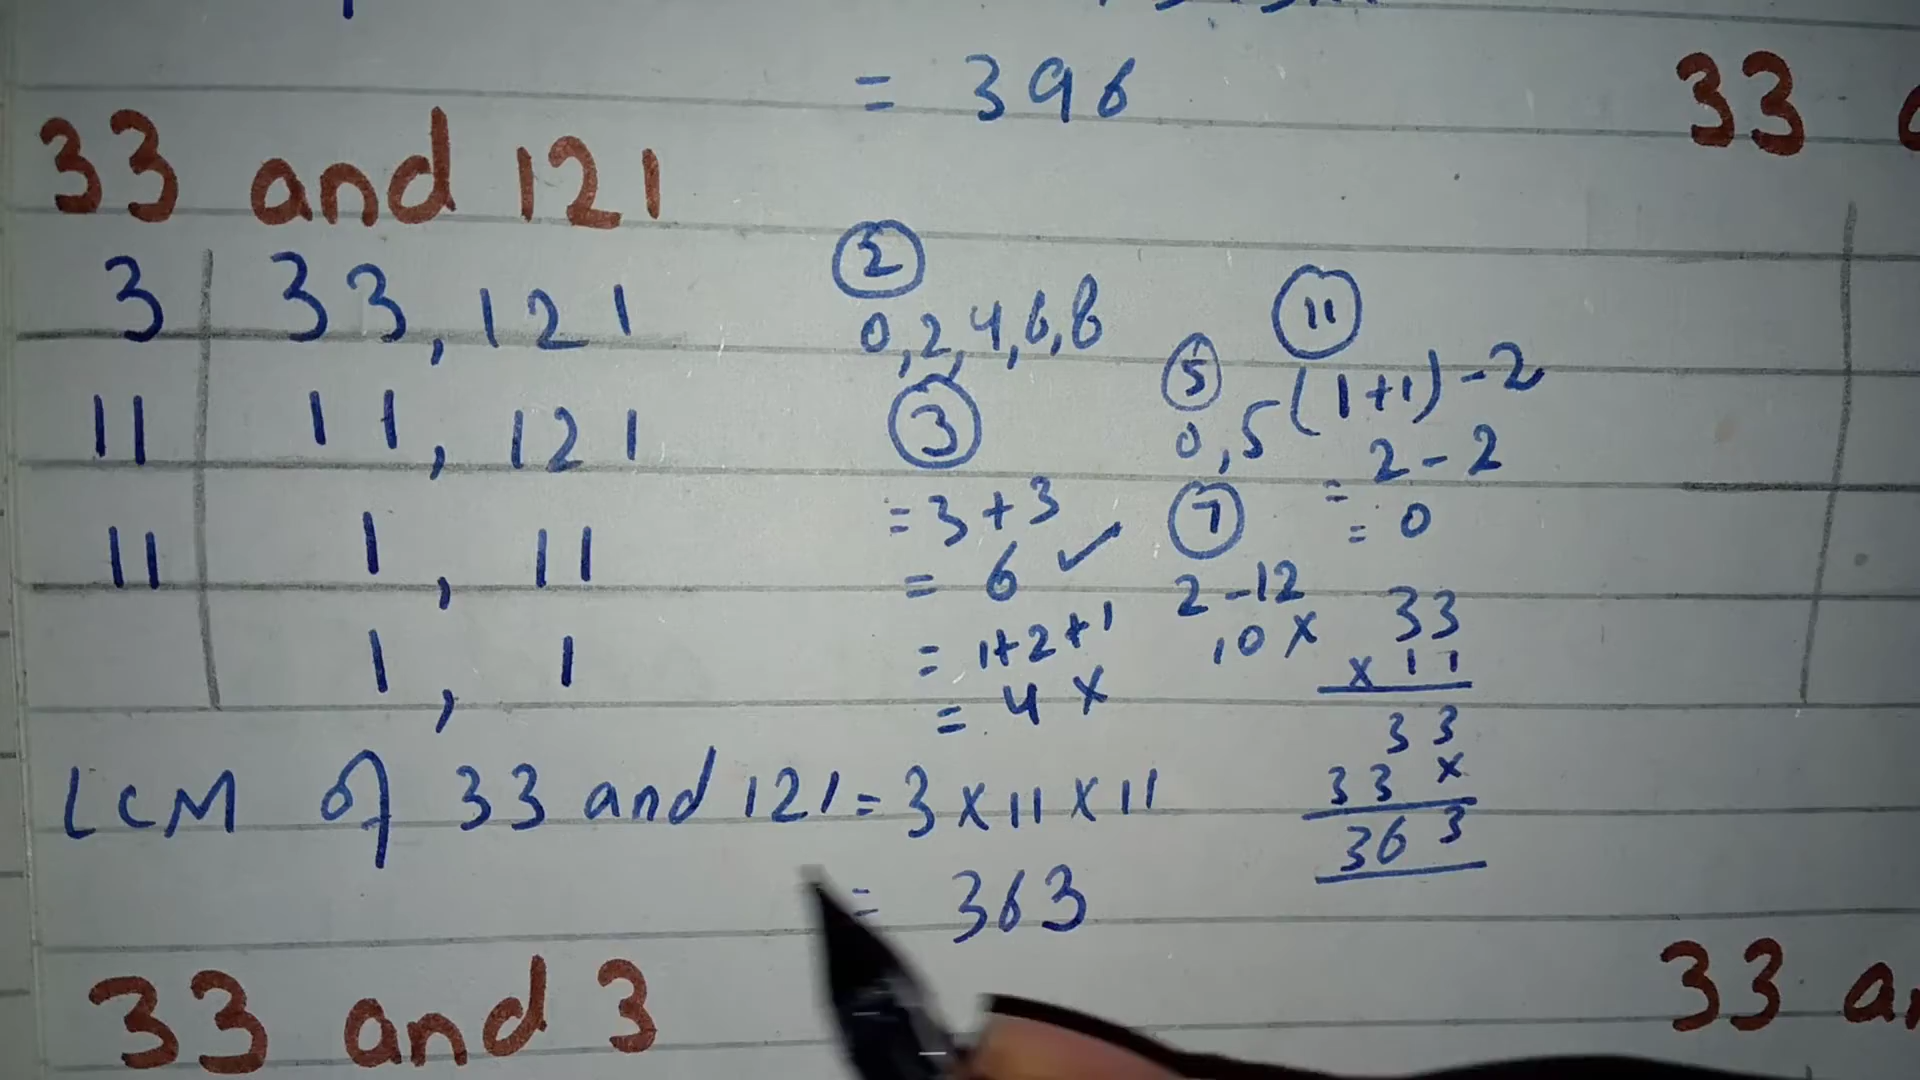 = 396
33
33 and 121
3 | 33, 121
11 | 11, 121
11 | 1, 11
1, 1
2
0, 2, 4, 6, 8
3
= 3 + 3
= 6 ✓
= 1+2+1
= 4 ×
5
0, 5
7
2 - 12
10 ×
11
(1+1) - 2
= 2 - 2
= 0
33
× 11
33
33 ×
363
LCM of 33 and 121 = 3 × 11 × 11
= 363
33 and 3
33